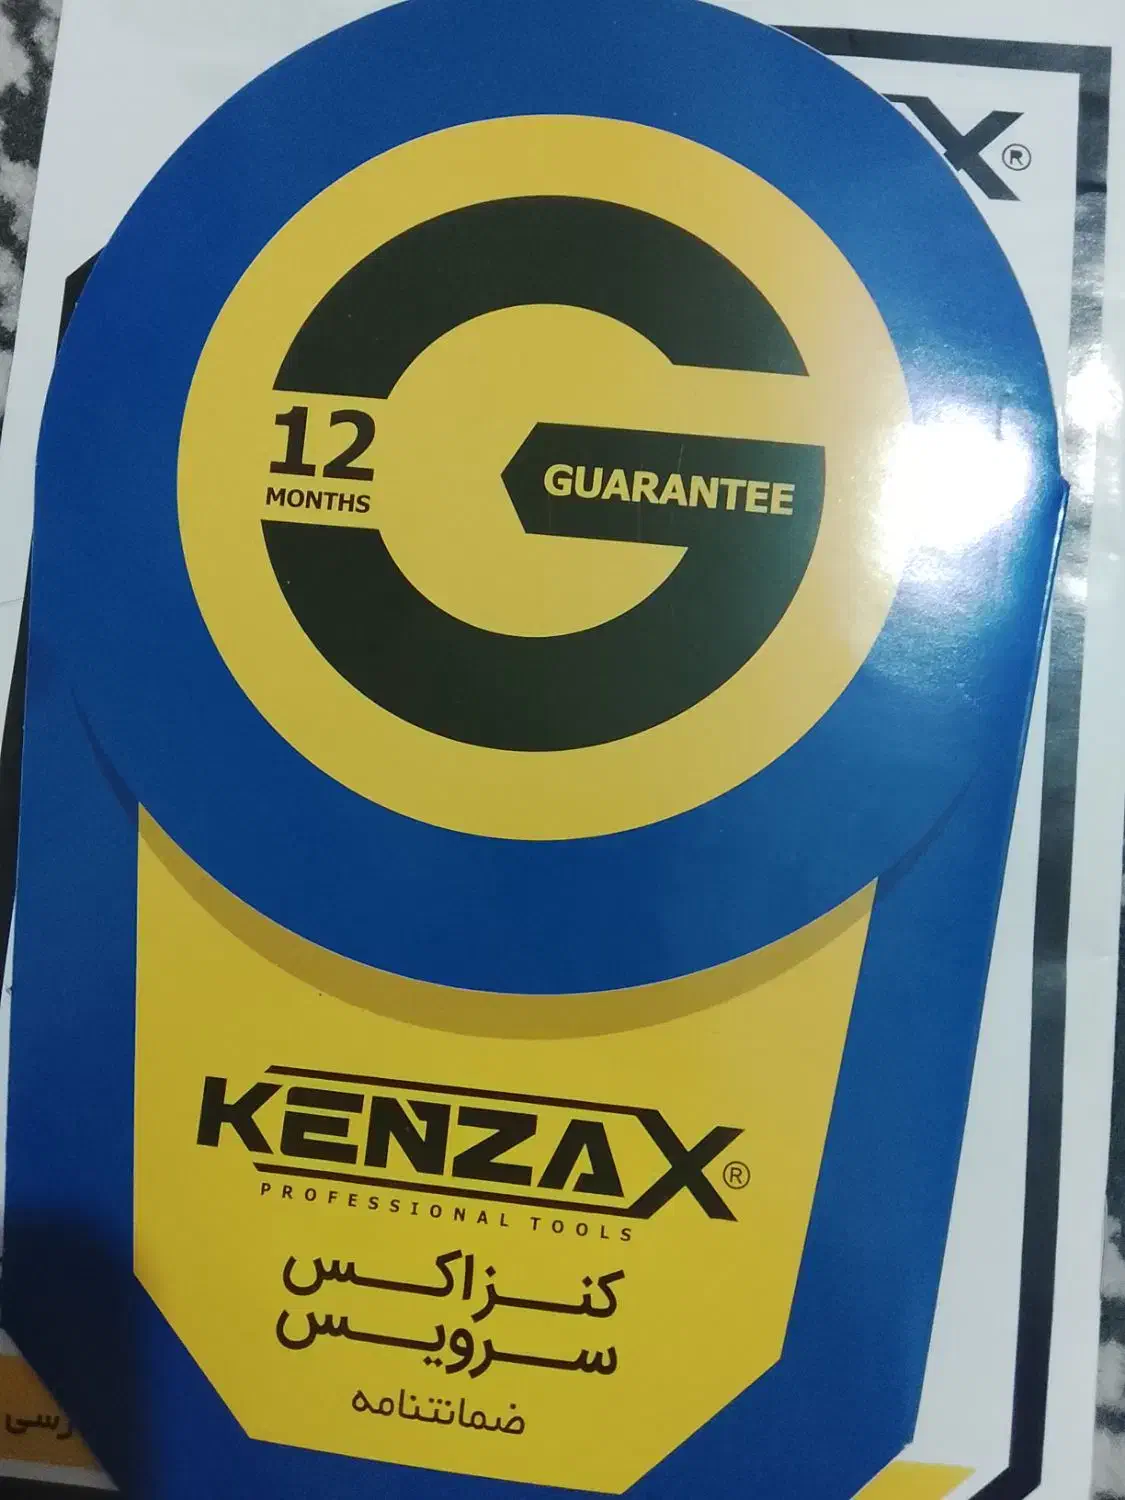 X®
12
MONTHS
GUARANTEE
KENZAX®
PROFESSIONAL TOOLS
کنزاکس
سرویس
ضمانتنامه